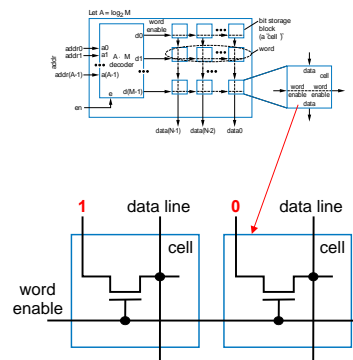 Let A = log2 M
word
enable
bit storage
block
(a cell )
word
d0
addr0
addr1
addr
a0
a1
A · M
decoder
d1
addr(A-1)
a(A-1)
en
e
d(M-1)
data(N-1)
data(N-2)
data0
data
cell
word
enable
word
enable
data
1
data line
0
data line
cell
cell
word
enable